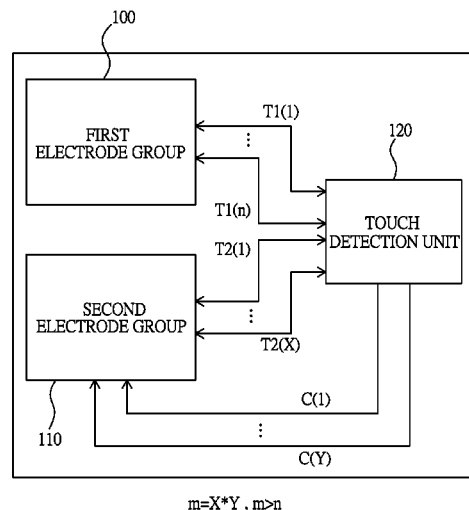 100
FIRST
ELECTRODE GROUP
T1(1)
⋮
T1(n)
120
TOUCH
DETECTION UNIT
T2(1)
⋮
T2(X)
SECOND
ELECTRODE GROUP
110
C(1)
⋮
C(Y)
m=X*Y , m>n